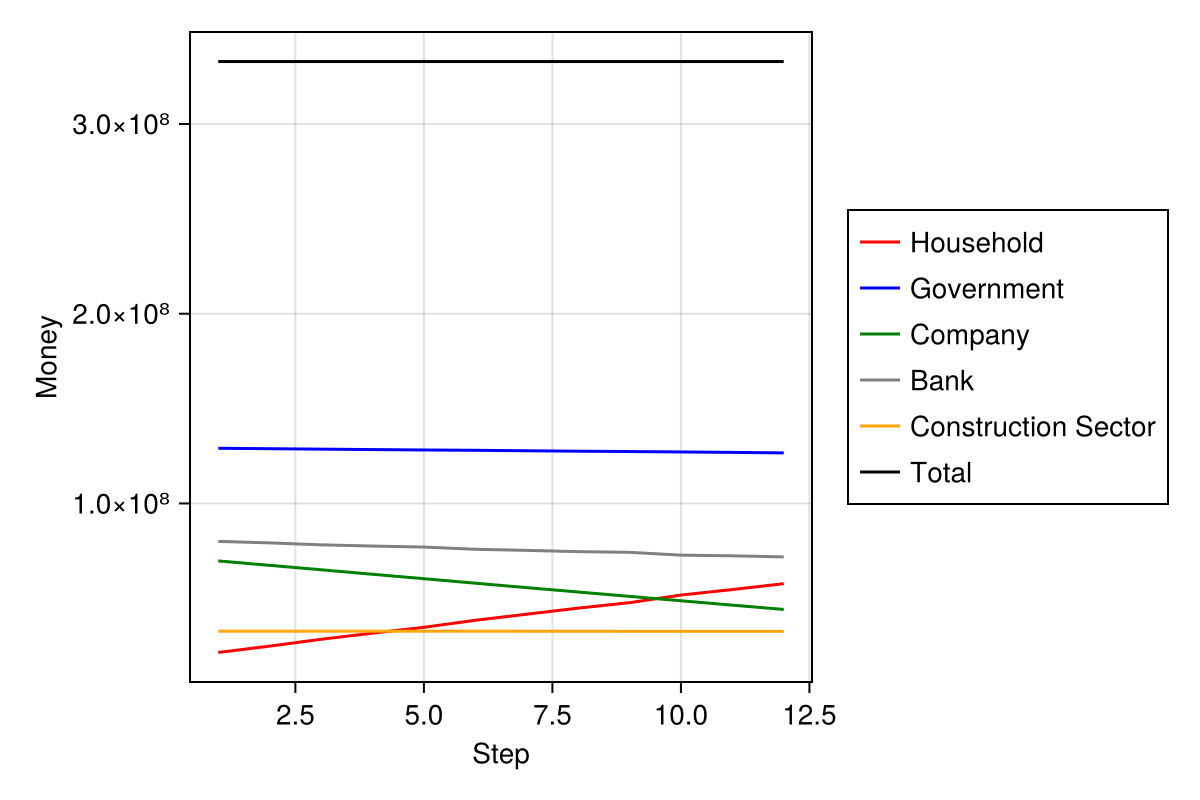 Money
3.0×10⁸
2.0×10⁸
1.0×10⁸
2.5
5.0
7.5
10.0
12.5
Step
Household
Government
Company
Bank
Construction Sector
Total